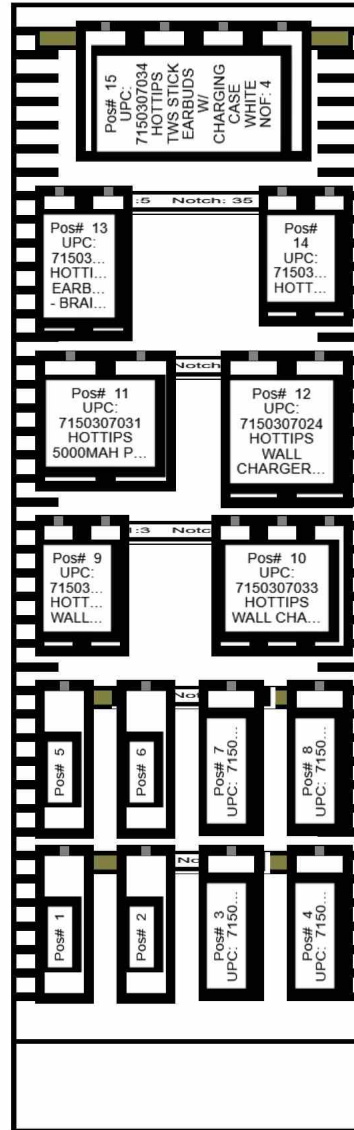 Pos# 15
UPC:
7150307034
HOTTIPS
TWS STICK
EARBUDS
W/
CHARGING
CASE
WHITE
NOF: 4
:5 Notch: 35
Pos# 13
UPC:
71503...
HOTTI...
EARB...
- BRAI...
Pos#
14
UPC:
71503...
HOTT...
Notch
Pos# 11
UPC:
7150307031
HOTTIPS
5000MAH P...
Pos# 12
UPC:
7150307024
HOTTIPS
WALL
CHARGER...
:3 Notc
Pos# 9
UPC:
71503...
HOTT...
WALL...
Pos# 10
UPC:
7150307033
HOTTIPS
WALL CHA...
Not
Pos# 5
Pos# 6
Pos# 7
UPC: 7150...
Pos# 8
UPC: 7150...
No
Pos# 1
Pos# 2
Pos# 3
UPC: 7150...
Pos# 4
UPC: 7150...